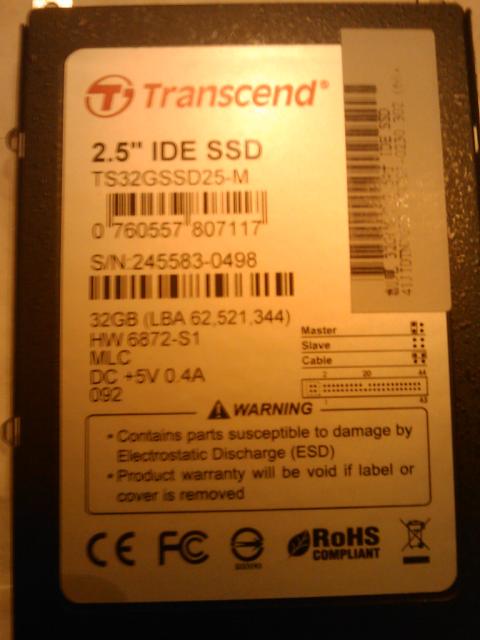 Transcend®
2.5" IDE SSD
TS32GSSD25-M
0 760557 807117
S/N:245583-0498
32GB (LBA 62,521,344)
HW 6872-S1
MLC
DC +5V 0.4A
092
Master
Slave
Cable
2 20 44
1 43
WARNING
• Contains parts susceptible to damage by
Electrostatic Discharge (ESD)
• Product warranty will be void if label or
cover is removed
CE FC
RoHS
COMPLIANT
IDE SSD